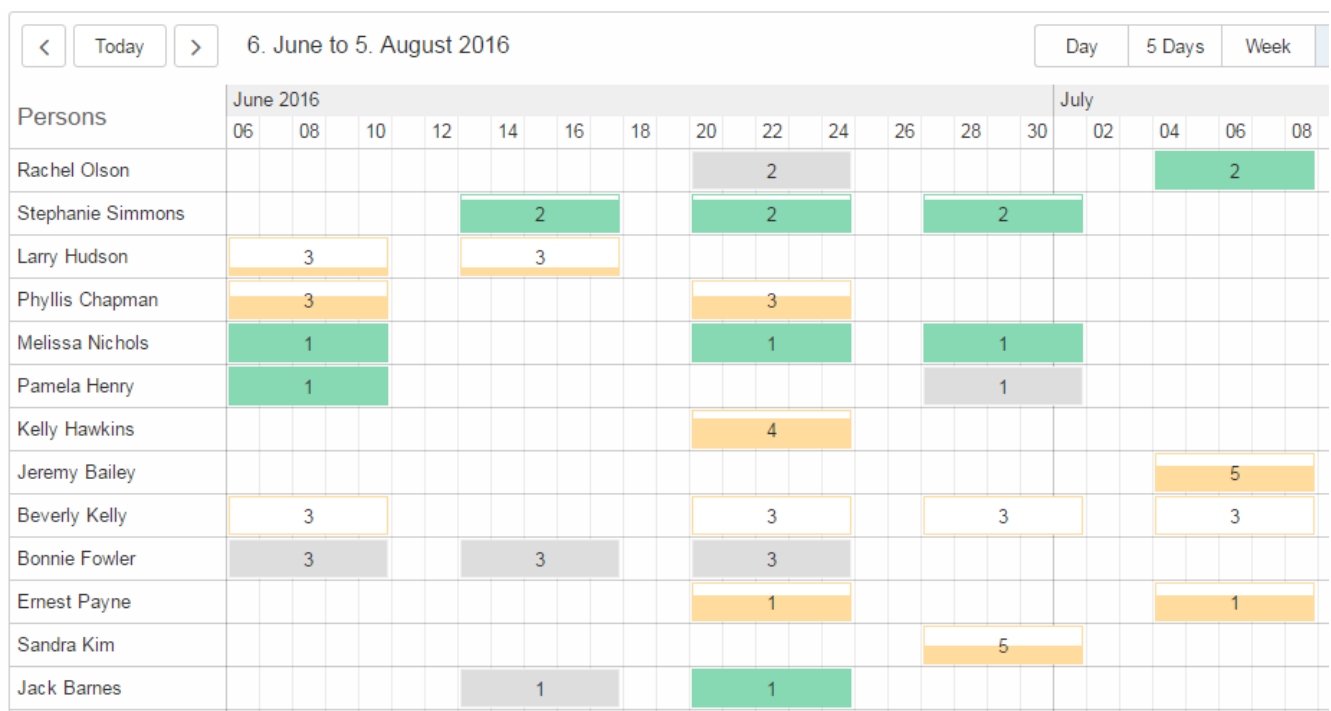 < Today > 6. June to 5. August 2016 Day 5 Days Week
Persons June 2016 July
06 08 10 12 14 16 18 20 22 24 26 28 30 02 04 06 08
Rachel Olson 2 2
Stephanie Simmons 2 2 2
Larry Hudson 3 3
Phyllis Chapman 3 3
Melissa Nichols 1 1 1
Pamela Henry 1 1
Kelly Hawkins 4
Jeremy Bailey 5
Beverly Kelly 3 3 3 3
Bonnie Fowler 3 3 3
Ernest Payne 1 1
Sandra Kim 5
Jack Barnes 1 1